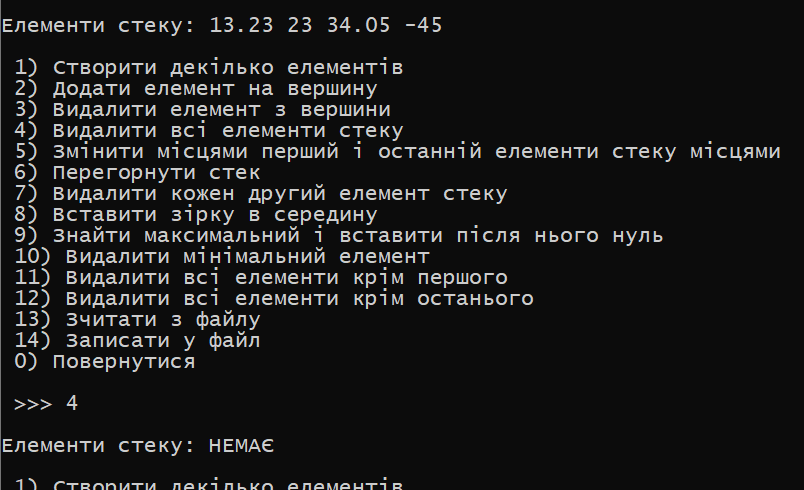 Елементи стеку: 13.23 23 34.05 -45
1) Створити декілька елементів
2) Додати елемент на вершину
3) Видалити елемент з вершини
4) Видалити всі елементи стеку
5) Змінити місцями перший і останній елементи стеку місцями
6) Перегорнути стек
7) Видалити кожен другий елемент стеку
8) Вставити зірку в середину
9) Знайти максимальний і вставити після нього нуль
10) Видалити мінімальний елемент
11) Видалити всі елементи крім першого
12) Видалити всі елементи крім останього
13) Зчитати з файлу
14) Записати у файл
0) Повернутися
>>> 4
Елементи стеку: НЕМАЄ
1) Створити декілька елементів